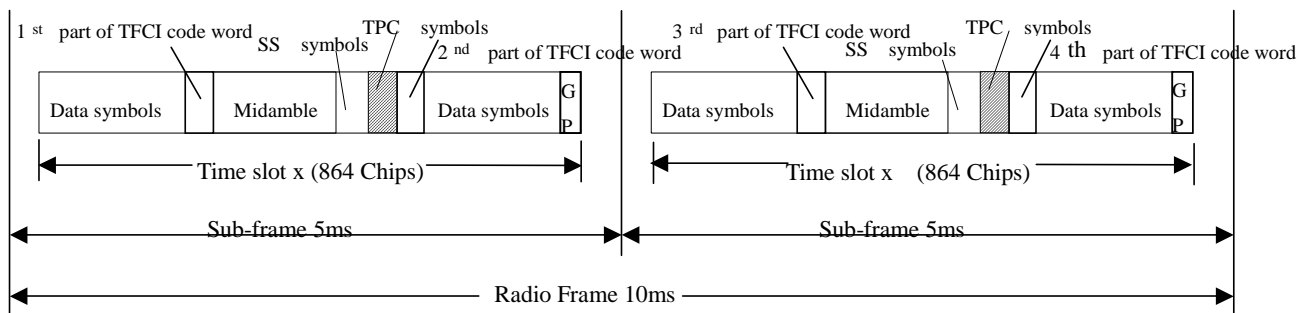 1 st part of TFCI code word
SS symbols
TPC symbols
2 nd part of TFCI code word
3 rd part of TFCI code word
SS symbols
TPC symbols
4 th part of TFCI code word
Data symbols
Midamble
Data symbols
G
P
Data symbols
Midamble
Data symbols
G
P
Time slot x (864 Chips)
Time slot x (864 Chips)
Sub-frame 5ms
Sub-frame 5ms
Radio Frame 10ms